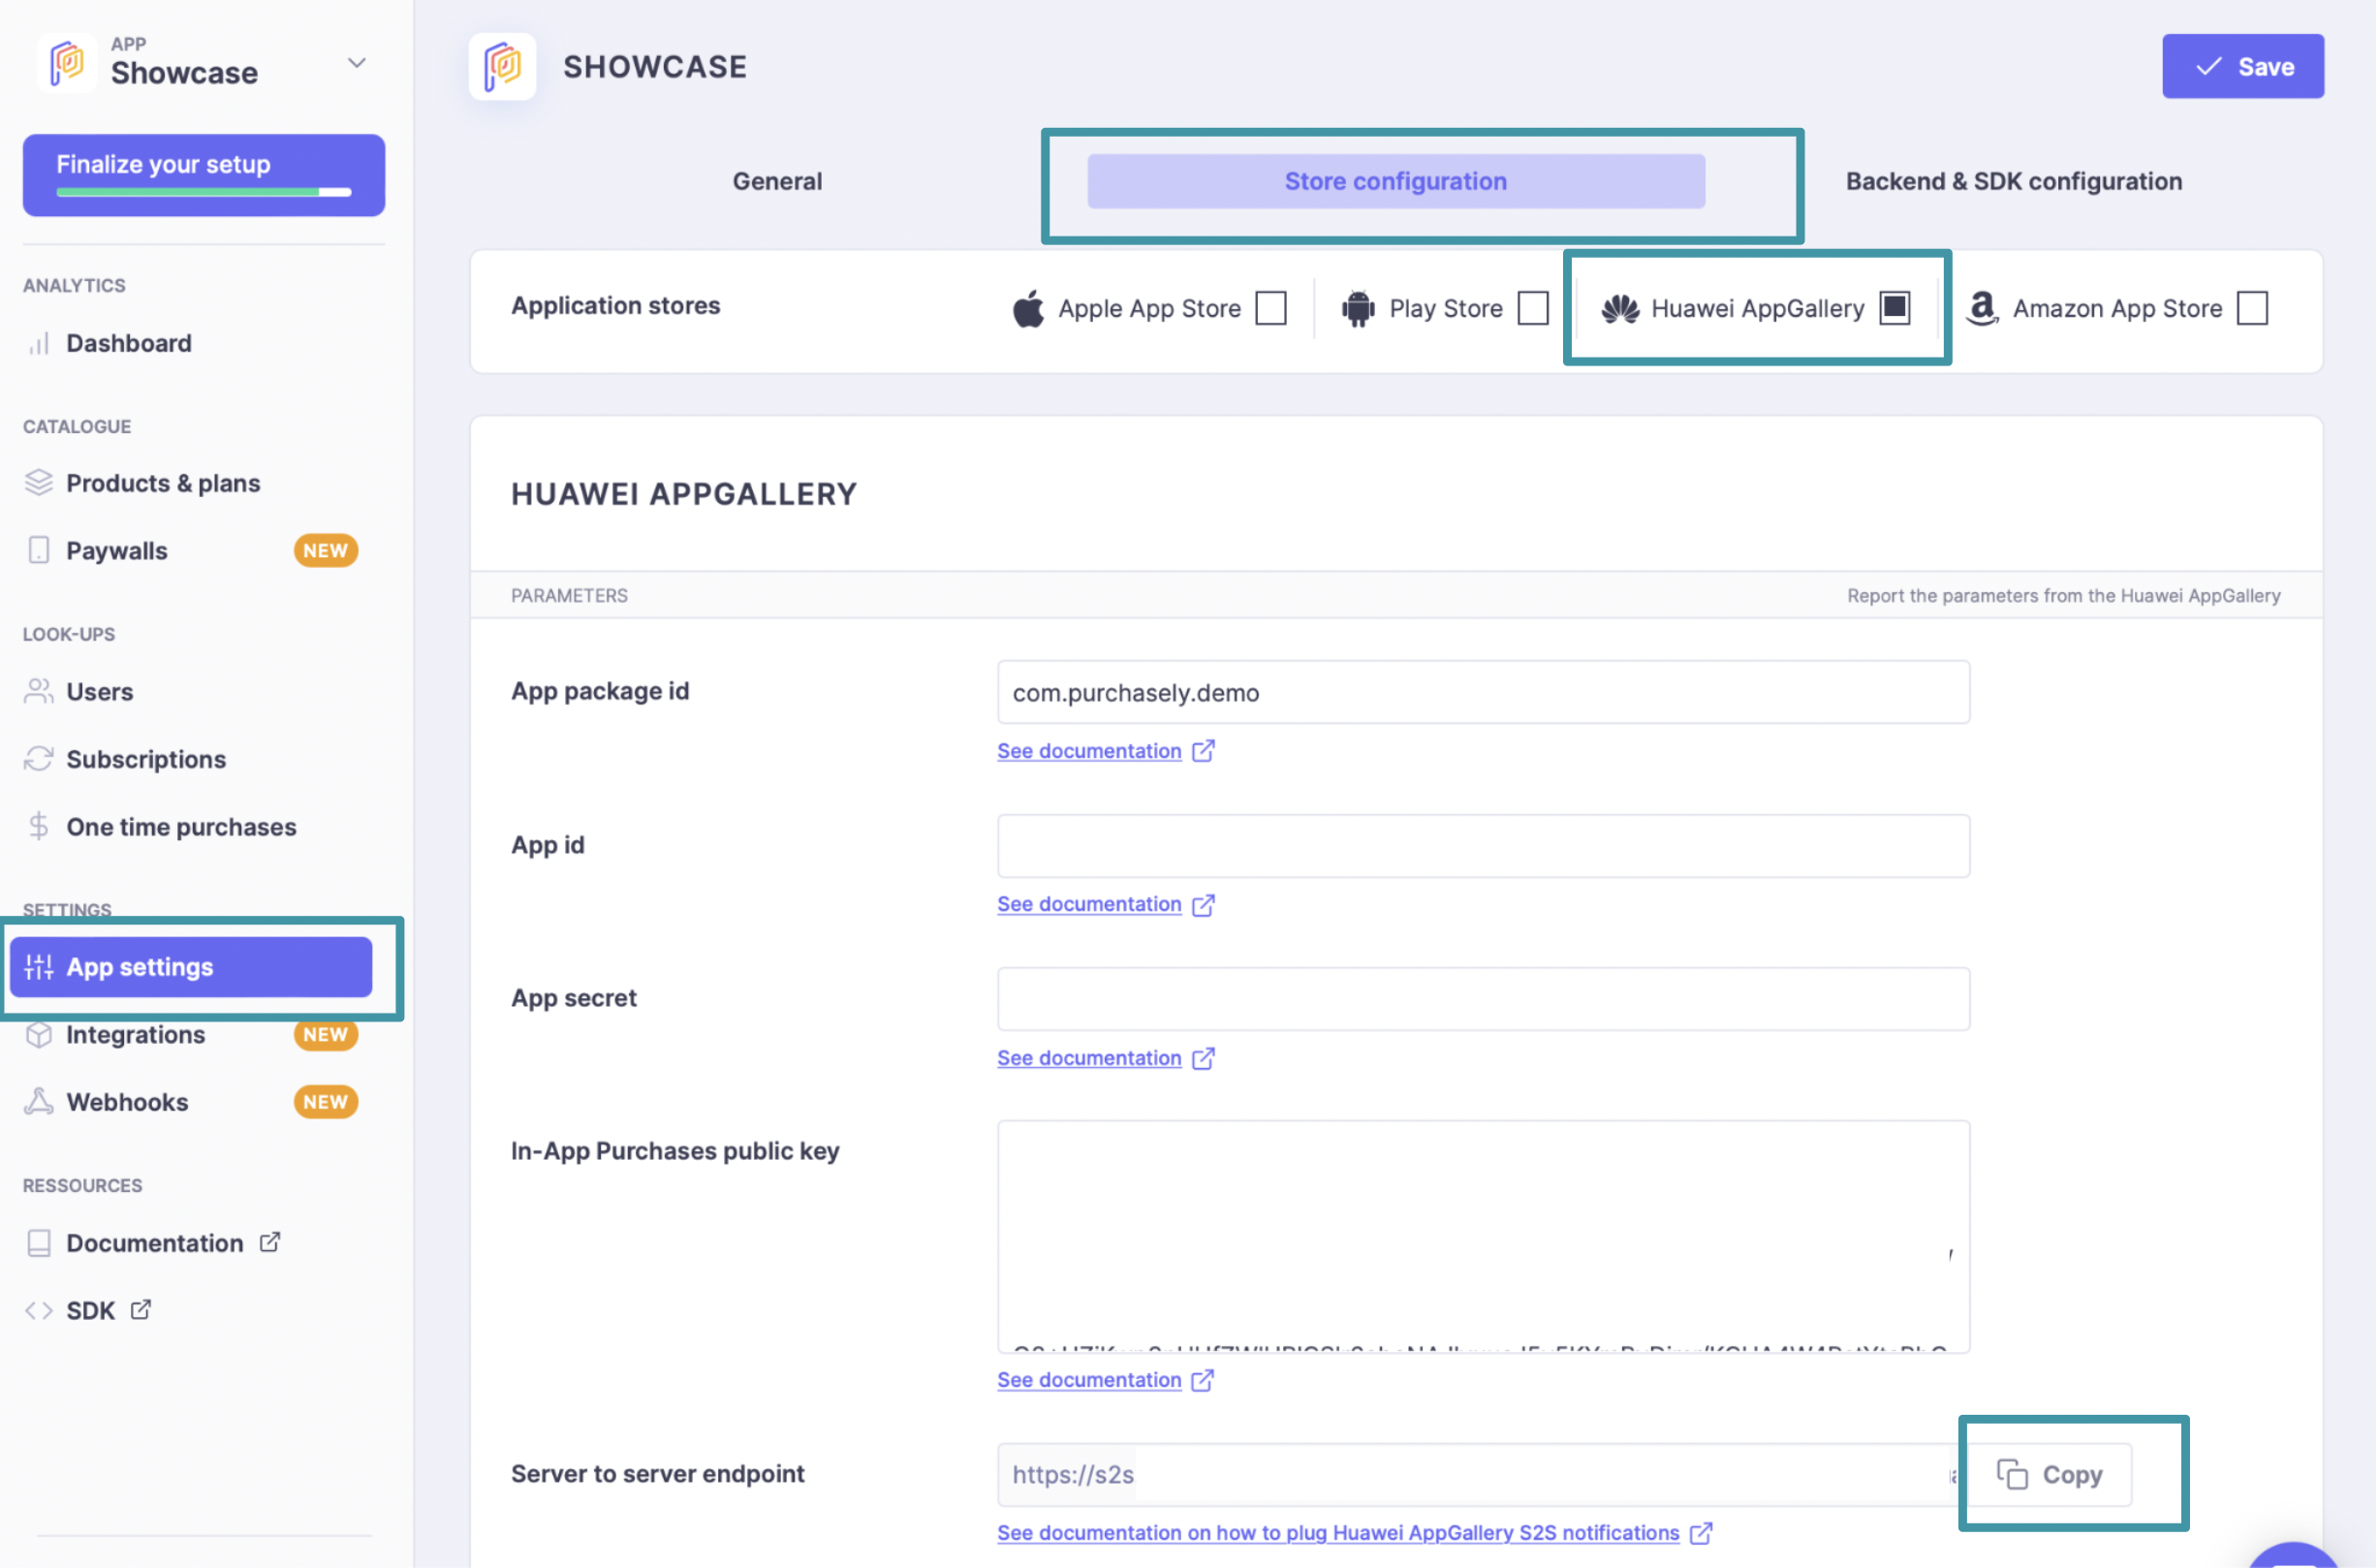 APP
Showcase
Finalize your setup
ANALYTICS
Dashboard
CATALOGUE
Products & plans
Paywalls NEW
LOOK-UPS
Users
Subscriptions
One time purchases
SETTINGS
App settings
Integrations NEW
Webhooks NEW
RESSOURCES
Documentation
SDK
SHOWCASE
Save
General Store configuration Backend & SDK configuration
Application stores Apple App Store Play Store Huawei AppGallery Amazon App Store
HUAWEI APPGALLERY
PARAMETERS Report the parameters from the Huawei AppGallery
App package id com.purchasely.demo
See documentation
App id
See documentation
App secret
See documentation
In-App Purchases public key
See documentation
Server to server endpoint https://s2s Copy
See documentation on how to plug Huawei AppGallery S2S notifications